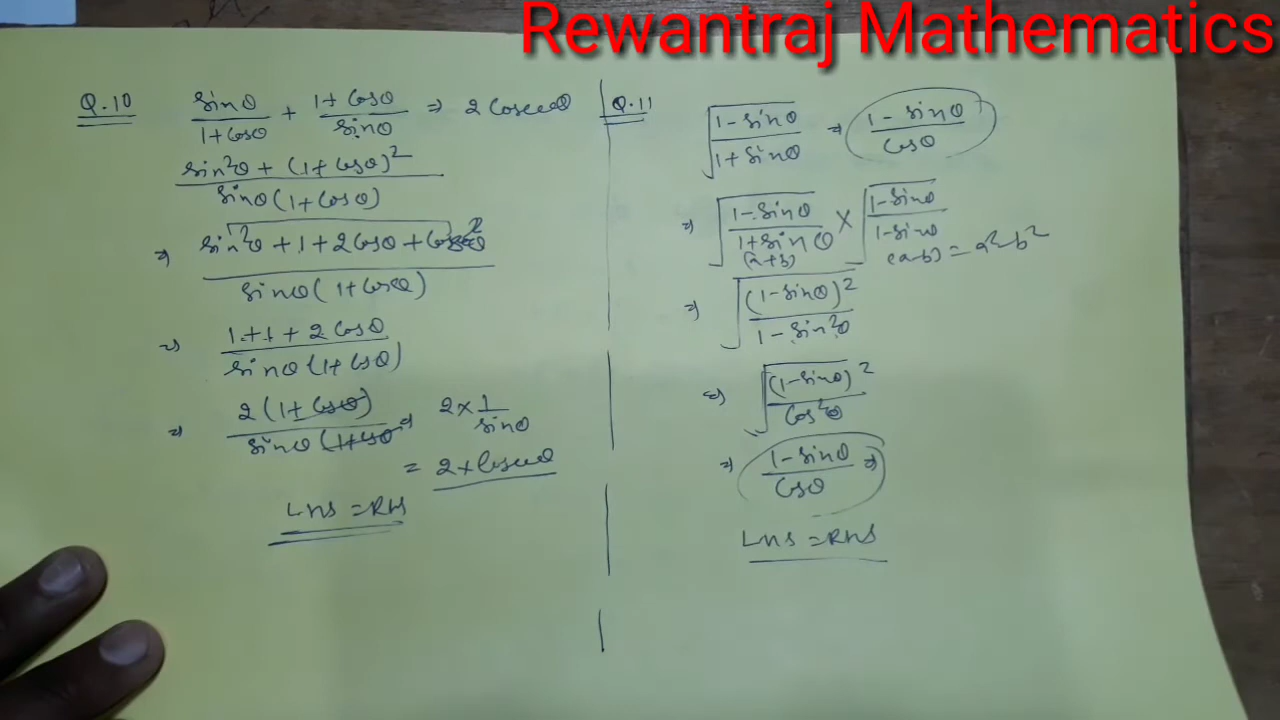 Rewantraj Mathematics
Q.10
sinθ/(1+cosθ) + (1+cosθ)/sinθ ⇒ 2 cosecθ
(sin²θ + (1+cosθ)²)/(sinθ(1+cosθ))
⇒ (sin²θ + 1 + 2cosθ + cos²θ)/(sinθ(1+cosθ))
⇒ (1+1+2cosθ)/(sinθ(1+cosθ))
⇒ 2(1+cosθ)/(sinθ(1+cosθ)) ⇒ 2×1/sinθ
= 2×cosecθ
LHS = RHS
Q.11
√((1-sinθ)/(1+sinθ)) ⇒ (1-sinθ)/cosθ
⇒ √((1-sinθ)/(1+sinθ)) × √((1-sinθ)/(1-sinθ))
(a+b) (a-b) = a²-b²
⇒ √((1-sinθ)²/(1-sin²θ))
⇒ √((1-sinθ)²/cos²θ)
⇒ (1-sinθ)/cosθ ⇒
LHS = RHS